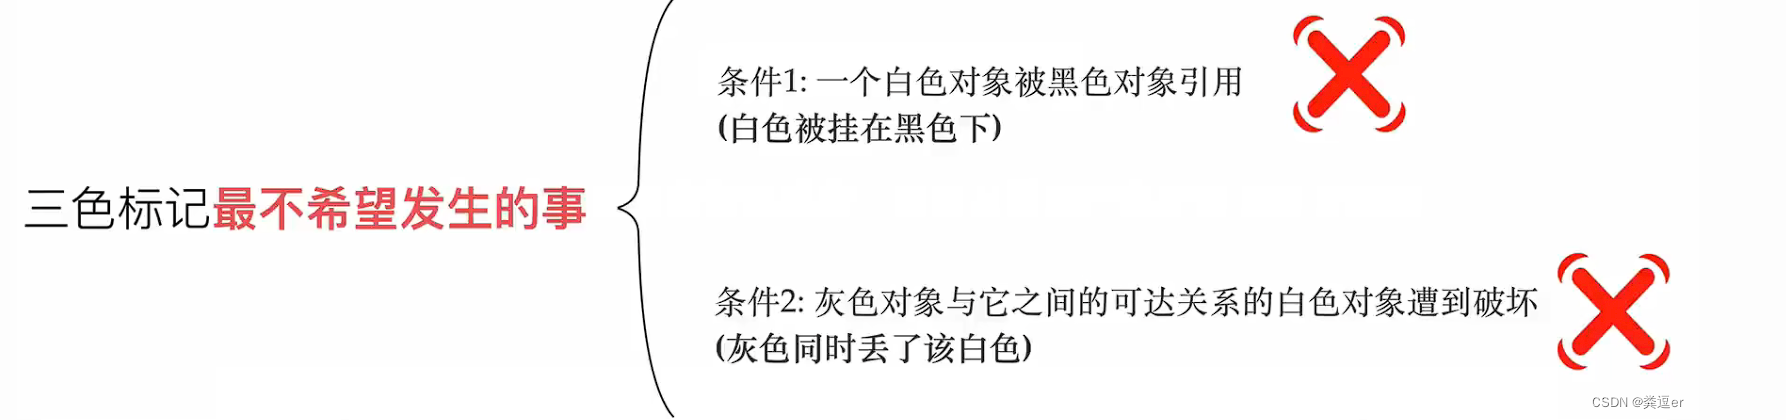 条件1: 一个白色对象被黑色对象引用
(白色被挂在黑色下)
三色标记最不希望发生的事
条件2: 灰色对象与它之间的可达关系的白色对象遭到破坏
(灰色同时丢了该白色)
CSDN @龚逗er